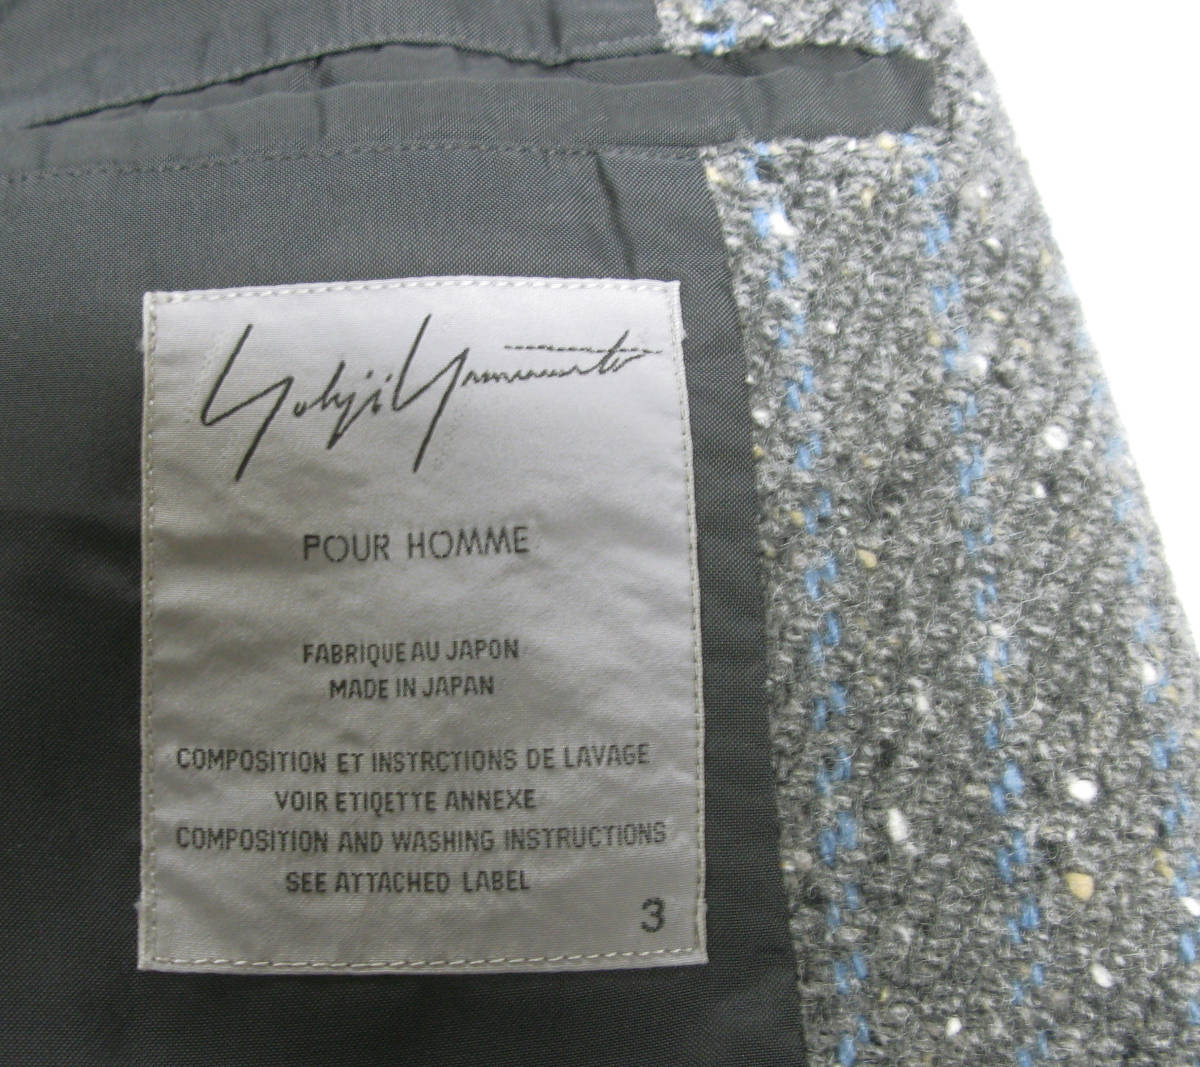 Yohji Yamamoto
POUR HOMME
FABRIQUE AU JAPON
MADE IN JAPAN
COMPOSITION ET INSTRCTIONS DE LAVAGE
VOIR ETIQETTE ANNEXE
COMPOSITION AND WASHING INSTRUCTIONS
SEE ATTACHED LABEL
3